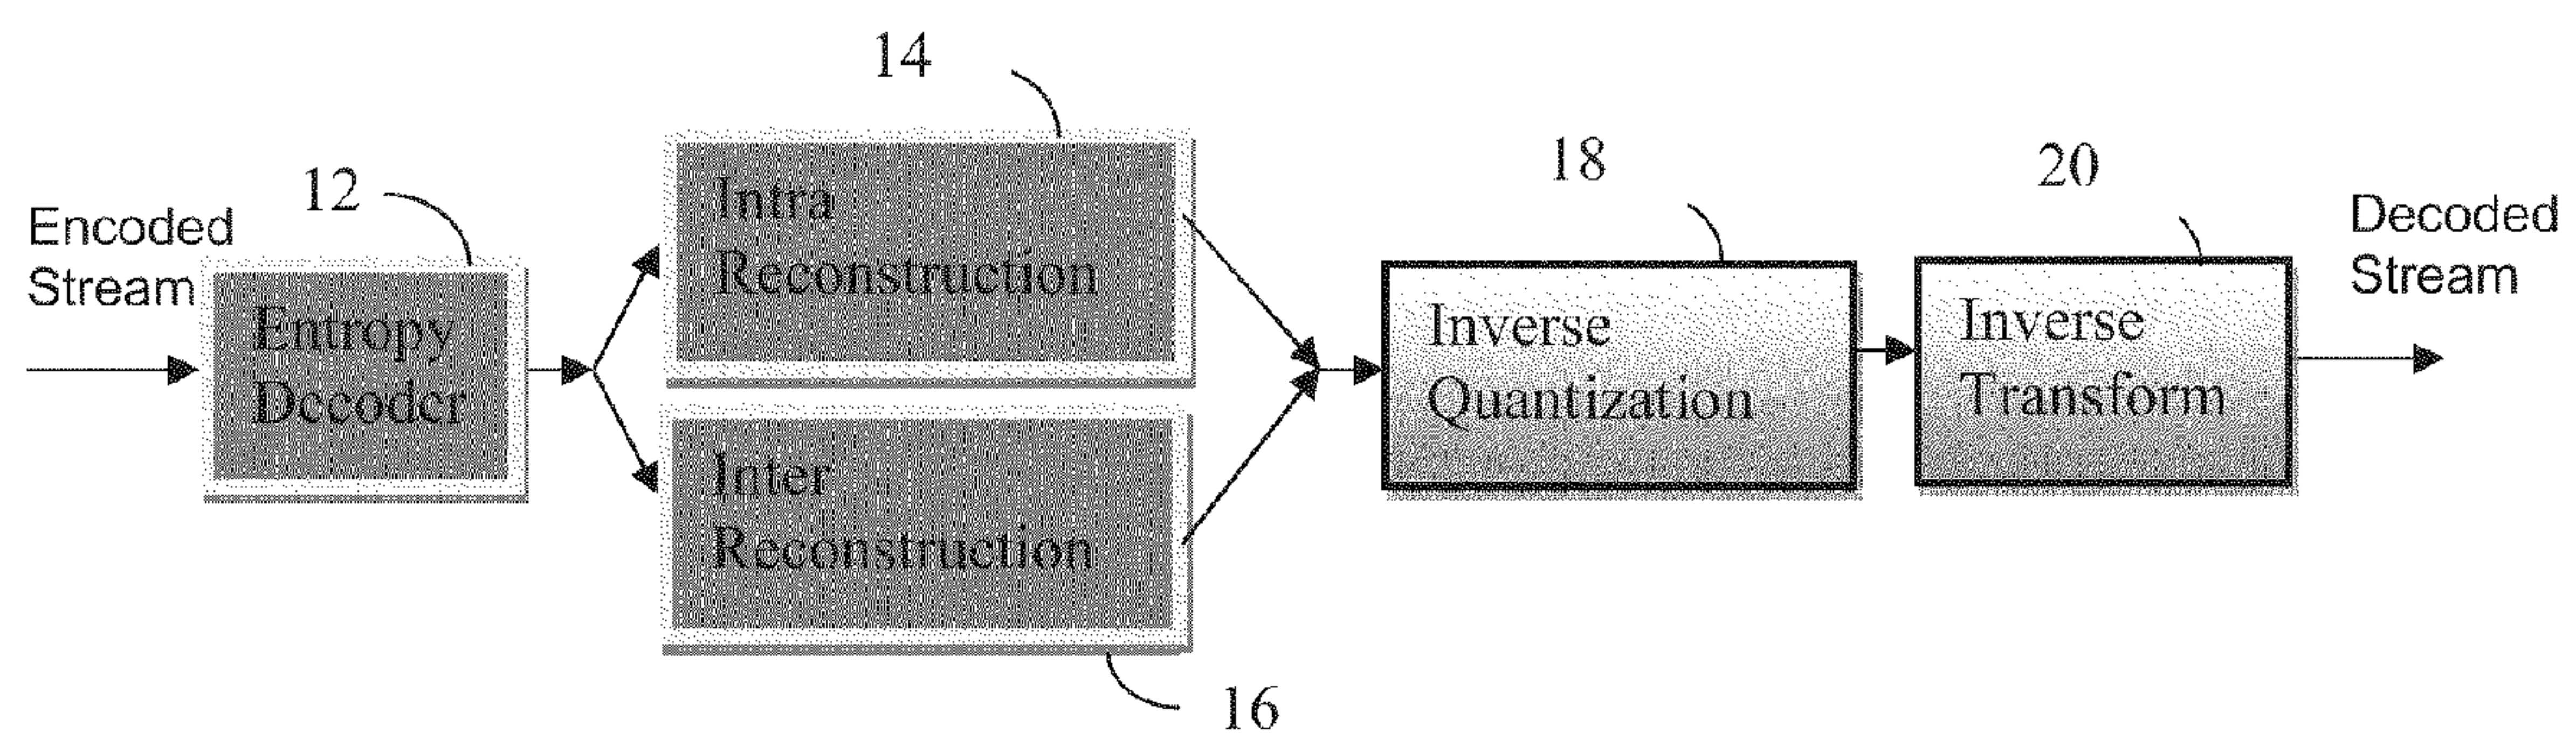 14
18
20
12
Encoded
Stream
Decoded
Stream
Intra
Reconstruction
Entropy
Decoder
Inverse
Quantization
Inverse
Transform
Inter
Reconstruction
16